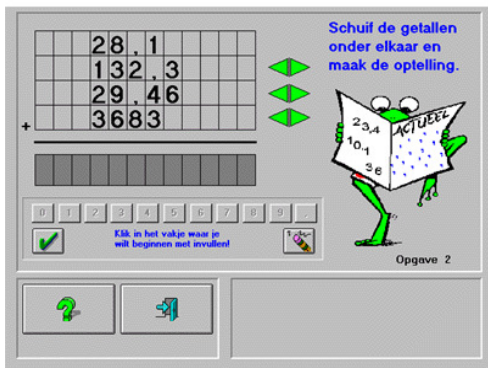 28.1
132.3
29.46
3683
+
Schuif de getallen
onder elkaar en
maak de optelling.
ACTUEEL
23,4
10.1
36
0 1 2 3 4 5 6 7 8 9 .
Klik in het vakje waar je
wilt beginnen met invullen!
Opgave 2